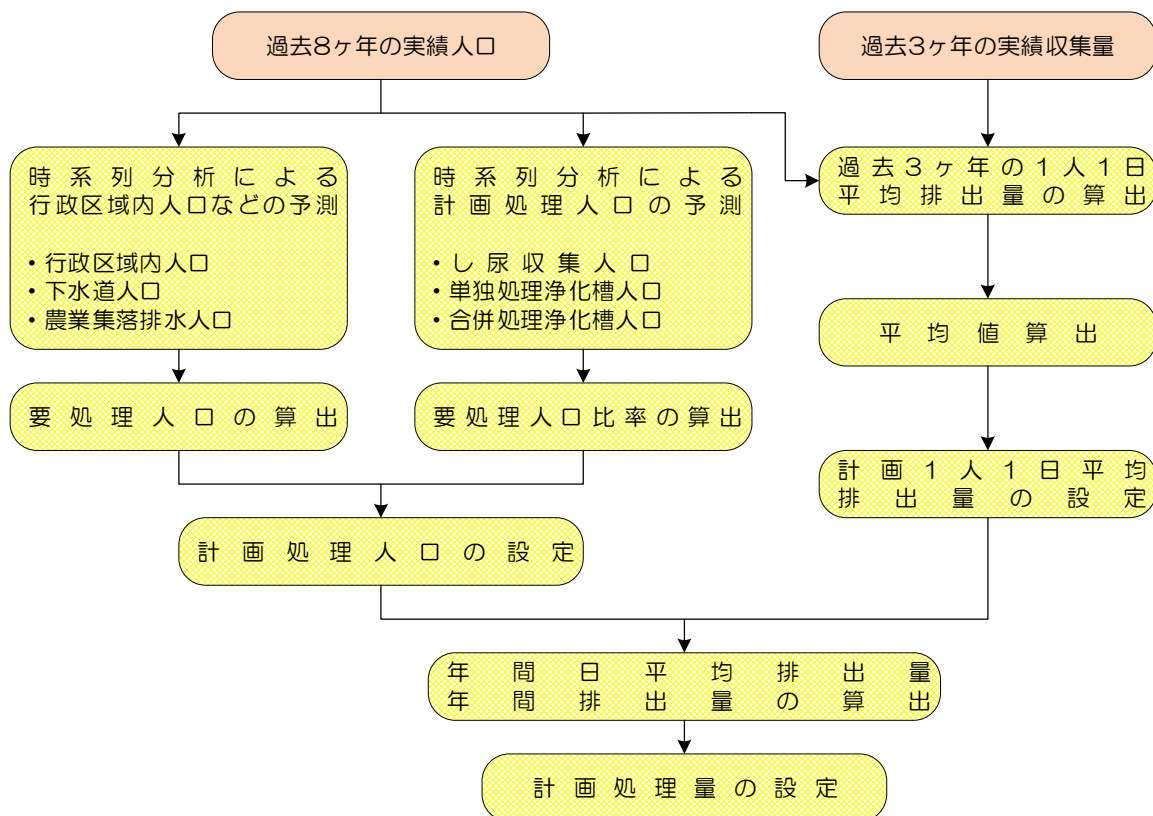 過去8ヶ年の実績人口
過去3ヶ年の実績収集量
時系列分析による
行政区域内人口などの予測
・行政区域内人口
・下水道人口
・農業集落排水人口
時系列分析による
計画処理人口の予測
・し尿収集人口
・単独処理浄化槽人口
・合併処理浄化槽人口
過去3ヶ年の1人1日
平均排出量の算出
平均値算出
要処理人口の算出
要処理人口比率の算出
計画1人1日平均
排出量の設定
計画処理人口の設定
年間日平均排出量
年間排出量の算出
計画処理量の設定